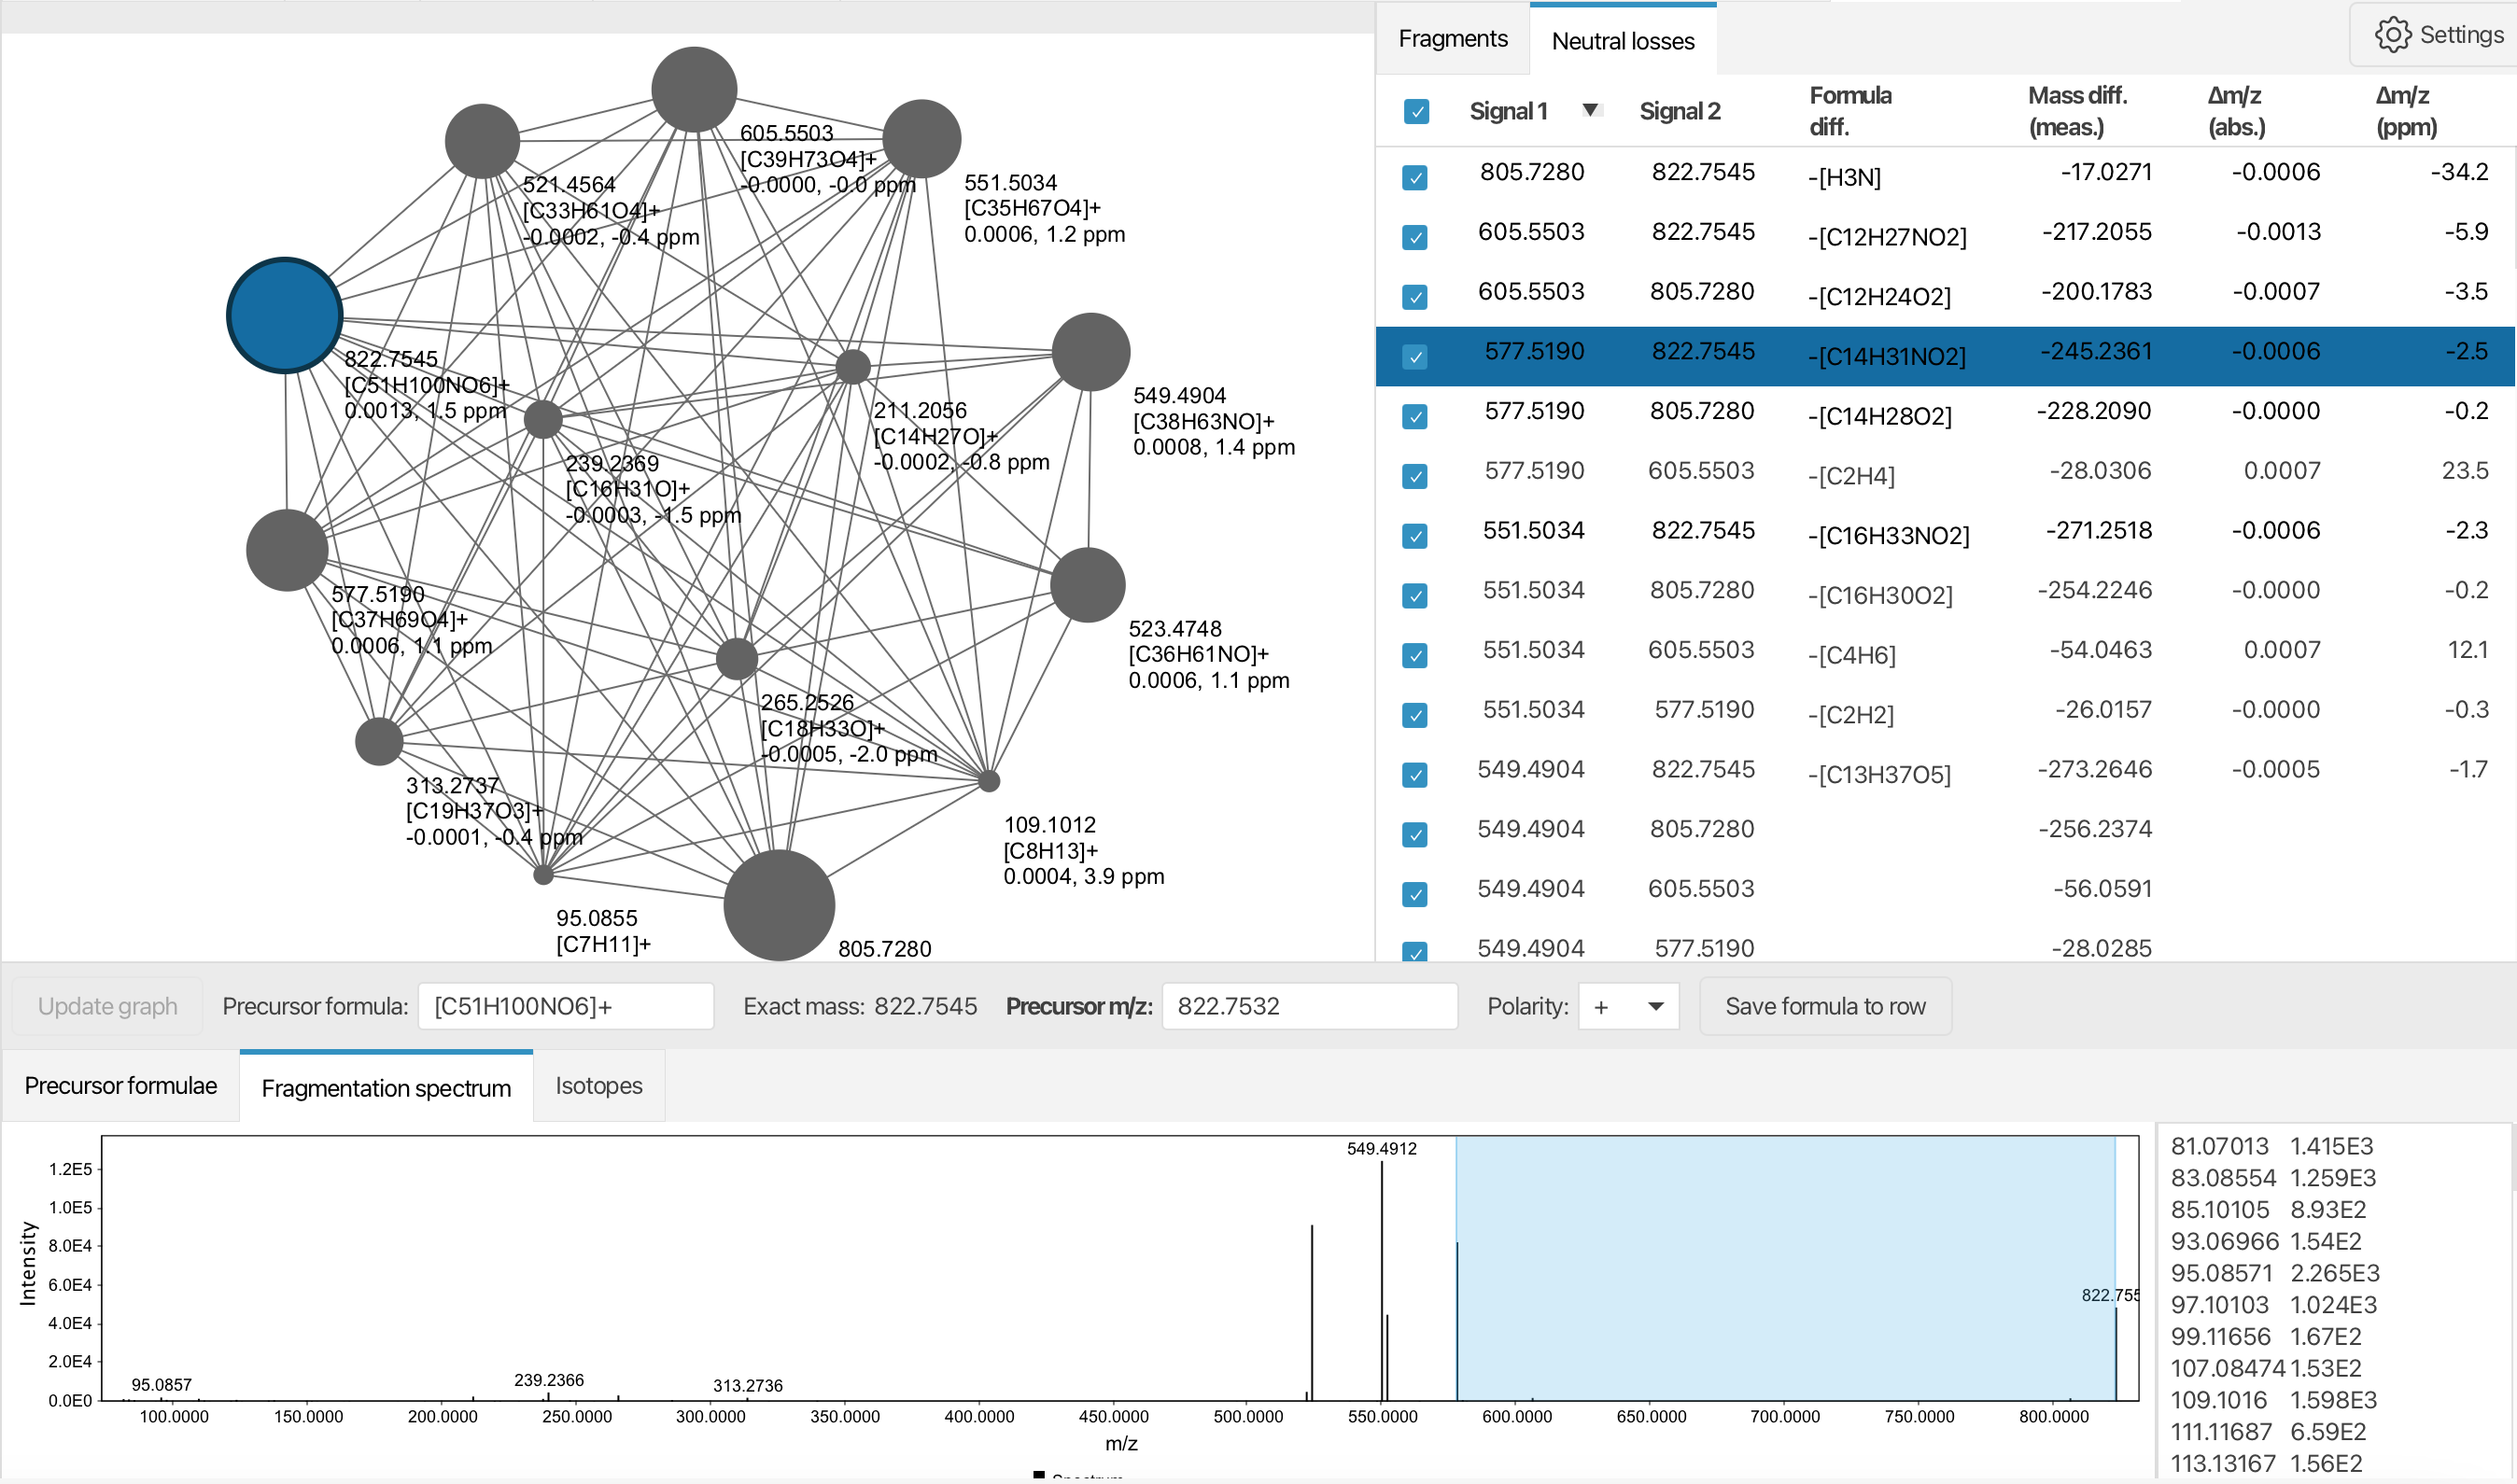 Fragments
Neutral losses
Settings
Signal 1 ▼ Signal 2 Formula diff. Mass diff. (meas.) Δm/z (abs.) Δm/z (ppm)
805.7280 822.7545 -[H3N] -17.0271 -0.0006 -34.2
605.5503 822.7545 -[C12H27NO2] -217.2055 -0.0013 -5.9
605.5503 805.7280 -[C12H24O2] -200.1783 -0.0007 -3.5
577.5190 822.7545 -[C14H31NO2] -245.2361 -0.0006 -2.5
577.5190 805.7280 -[C14H28O2] -228.2090 -0.0000 -0.2
577.5190 605.5503 -[C2H4] -28.0306 0.0007 23.5
551.5034 822.7545 -[C16H33NO2] -271.2518 -0.0006 -2.3
551.5034 805.7280 -[C16H30O2] -254.2246 -0.0000 -0.2
551.5034 605.5503 -[C4H6] -54.0463 0.0007 12.1
551.5034 577.5190 -[C2H2] -26.0157 -0.0000 -0.3
549.4904 822.7545 -[C13H37O5] -273.2646 -0.0005 -1.7
549.4904 805.7280 -256.2374
549.4904 605.5503 -56.0591
549.4904 577.5190 -28.0285
605.5503
[C39H73O4]+
-0.0000, -0.0 ppm
521.4564
[C33H61O4]+
-0.0002, -0.4 ppm
551.5034
[C35H67O4]+
0.0006, 1.2 ppm
822.7545
[C51H100NO6]+
0.0013, 1.5 ppm
549.4904
[C38H63NO]+
0.0008, 1.4 ppm
211.2056
[C14H27O]+
-0.0002, -0.8 ppm
239.2369
[C16H31O]+
-0.0003, -1.5 ppm
577.5190
[C37H69O4]+
0.0006, 1.1 ppm
523.4748
[C36H61NO]+
0.0006, 1.1 ppm
265.2526
[C18H33O]+
-0.0005, -2.0 ppm
313.2737
[C19H37O3]+
-0.0001, -0.4 ppm
109.1012
[C8H13]+
0.0004, 3.9 ppm
95.0855
[C7H11]+
805.7280
Update graph
Precursor formula: [C51H100NO6]+
Exact mass: 822.7545
Precursor m/z: 822.7532
Polarity: +
Save formula to row
Precursor formulae
Fragmentation spectrum
Isotopes
Intensity
1.2E5
1.0E5
8.0E4
6.0E4
4.0E4
2.0E4
0.0E0
549.4912
822.755
95.0857
239.2366
313.2736
100.0000 150.0000 200.0000 250.0000 300.0000 350.0000 400.0000 450.0000 500.0000 550.0000 600.0000 650.0000 700.0000 750.0000 800.0000
m/z
81.07013 1.415E3
83.08554 1.259E3
85.10105 8.93E2
93.06966 1.54E2
95.08571 2.265E3
97.10103 1.024E3
99.11656 1.67E2
107.08474 1.53E2
109.1016 1.598E3
111.11687 6.59E2
113.13167 1.56E2